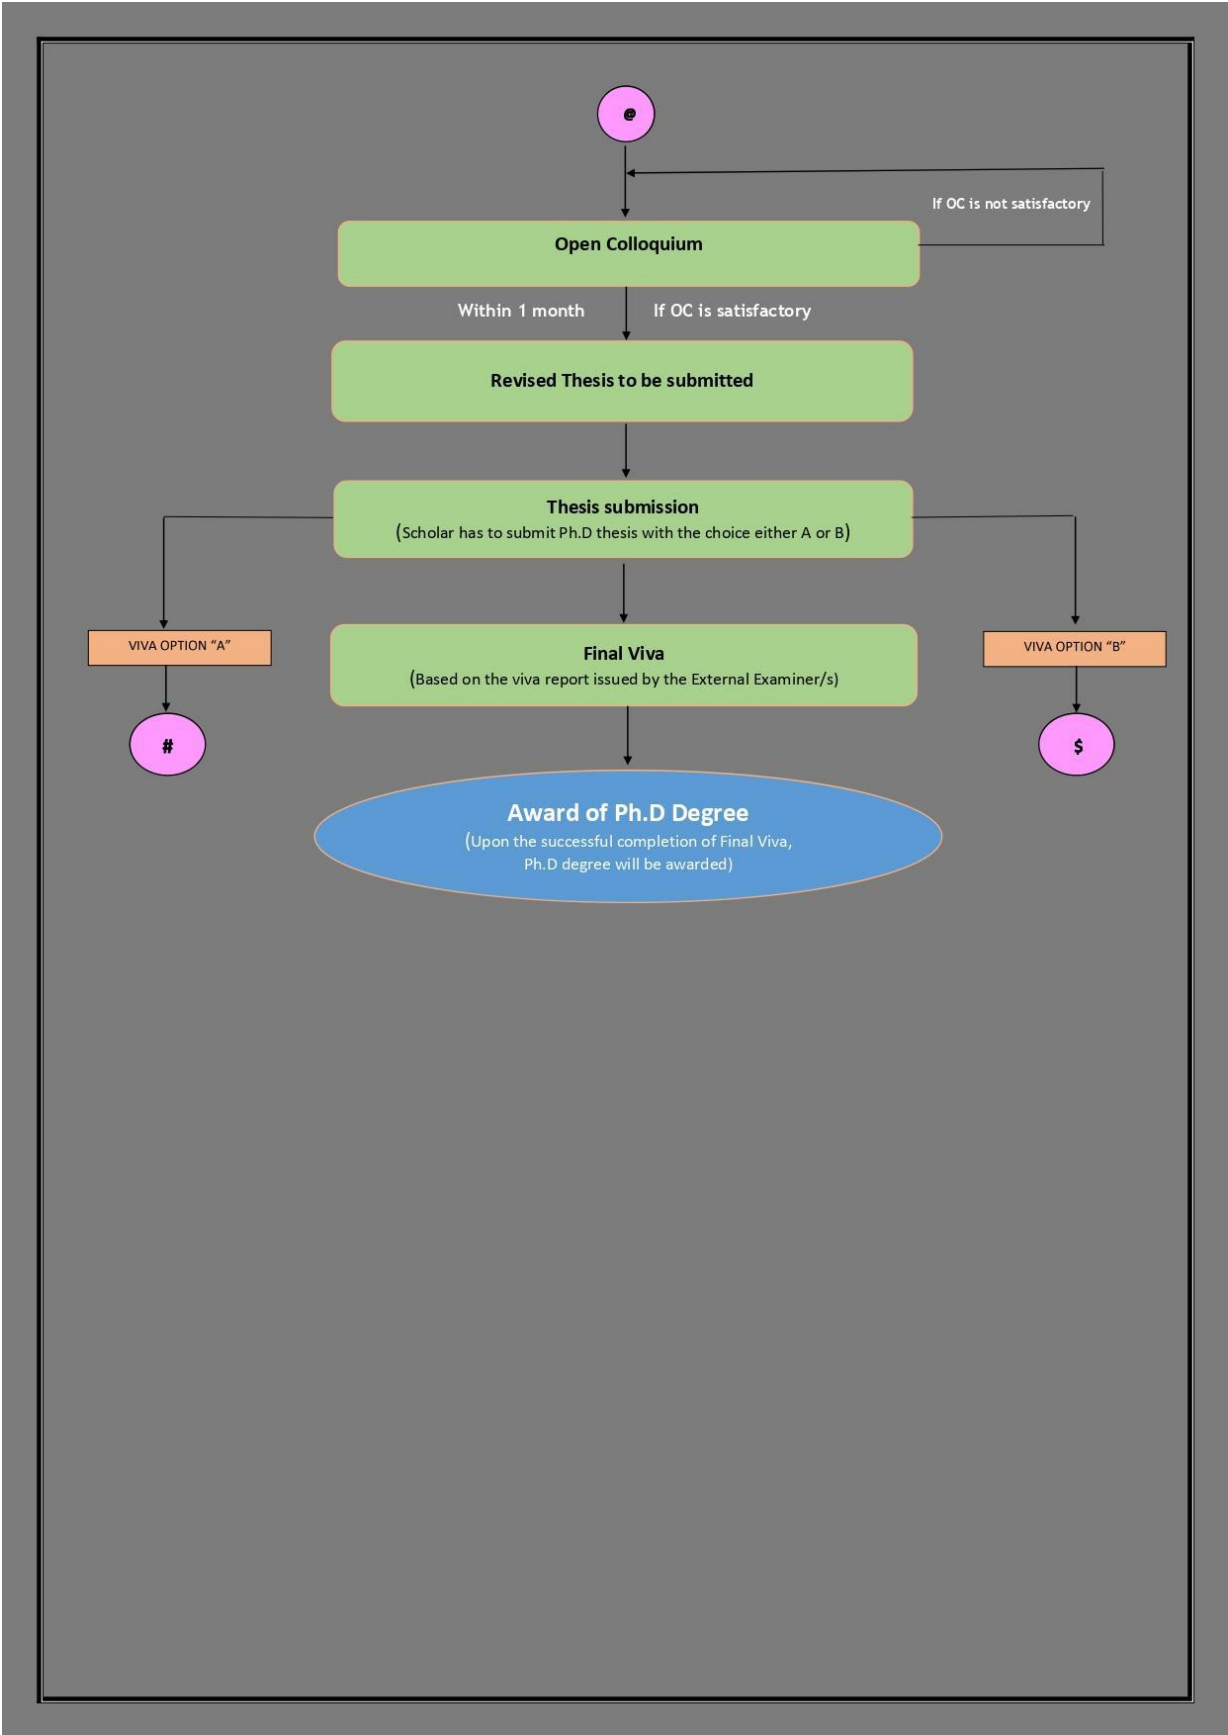 @
If OC is not satisfactory
Open Colloquium
Within 1 month
If OC is satisfactory
Revised Thesis to be submitted
Thesis submission
(Scholar has to submit Ph.D thesis with the choice either A or B)
VIVA OPTION “A”
Final Viva
(Based on the viva report issued by the External Examiner/s)
VIVA OPTION “B”
#
$
Award of Ph.D Degree
(Upon the successful completion of Final Viva,
Ph.D degree will be awarded)